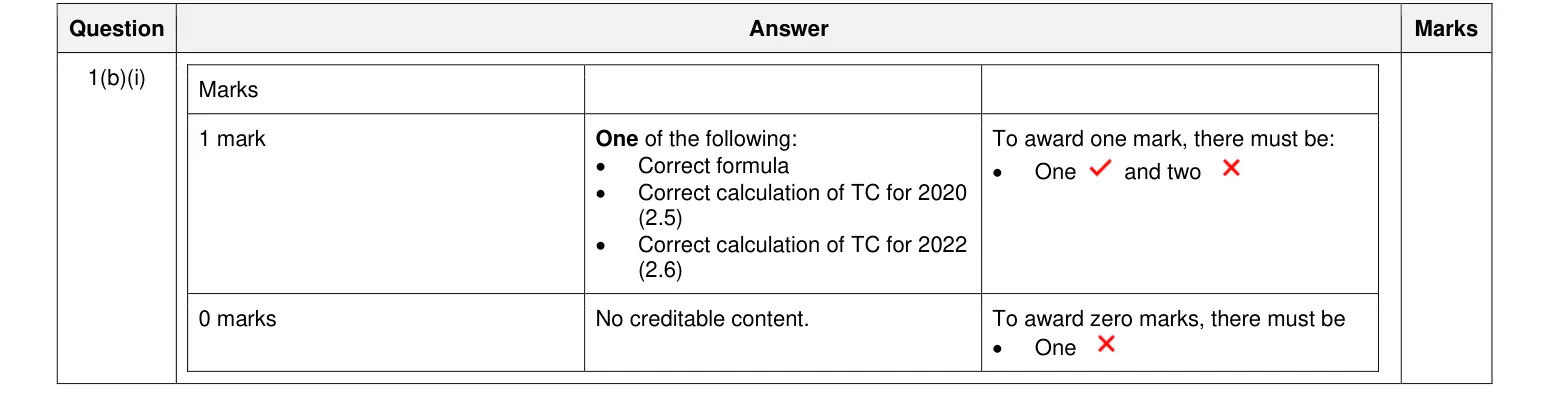 Question Answer Marks
1(b)(i)
Marks
1 mark
One of the following:
• Correct formula
• Correct calculation of TC for 2020
(2.5)
• Correct calculation of TC for 2022
(2.6)
To award one mark, there must be:
• One ✓ and two ✗
0 marks
No creditable content.
To award zero marks, there must be
• One ✗